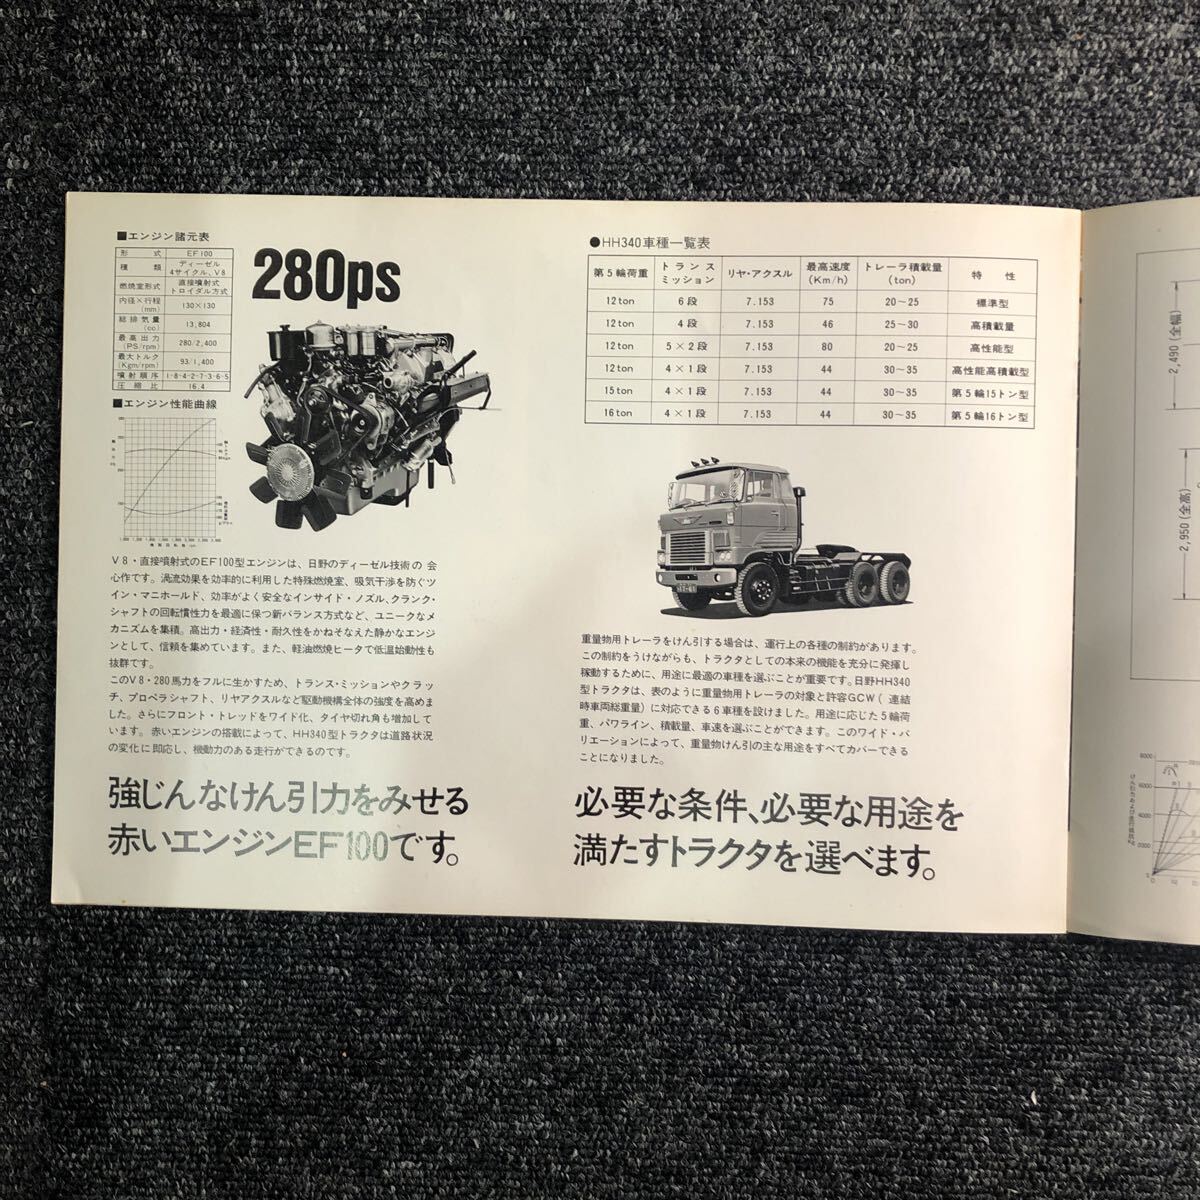 ■エンジン諸元表
形　式　EF100
種　類　ディーゼル
4サイクル、V8
燃焼室形式　直接噴射式
トロイダル方式
内径×行程(mm)　130×130
総排気量(cc)　13,804
最高出力(PS/rpm)　280/2,400
最大トルク(Kgm/rpm)　93/1,400
噴射順序　1-8-4-2-7-3-6-5
圧縮比　16.4
■エンジン性能曲線
280ps
V8・直接噴射式のEF100型エンジンは、日野のディーゼル技術の会
心作です。渦流効果を効率的に利用した特殊燃焼室、吸気干渉を防ぐツ
イン・マニホールド、効率がよく安全なインサイド・ノズル、クランク・
シャフトの回転慣性力を最適に保つ新バランス方式など、ユニークなメ
カニズムを集積。高出力・経済性・耐久性をかねそなえた静かなエンジ
ンとして、信頼を集めています。また、軽油燃焼ヒータで低温始動性も
抜群です。
このV8・280馬力をフルに生かすため、トランス・ミッションやクラッ
チ、プロペラシャフト、リヤアクスルなど駆動機構全体の強度を高めま
した。さらにフロント・トレッドをワイド化、タイヤ切れ角も増加して
います。赤いエンジンの搭載によって、HH340型トラクタは道路状況
の変化に即応し、機動力のある走行ができるのです。
強じんなけん引力をみせる
赤いエンジンEF100です。
●HH340車種一覧表
第5輪荷重　トランスミッション　リヤ・アクスル　最高速度(Km/h)　トレーラ積載量(ton)　特　性
12ton　6段　7.153　75　20～25　標準型
12ton　4段　7.153　46　25～30　高積載量
12ton　5×2段　7.153　80　20～25　高性能型
12ton　4×1段　7.153　44　30～35　高性能高積載型
15ton　4×1段　7.153　44　30～35　第5輪15トン型
16ton　4×1段　7.153　44　30～35　第5輪16トン型
重量物用トレーラをけん引する場合は、運行上の各種の制約があります。
この制約をうけながらも、トラクタとしての本来の機能を充分に発揮し
稼動するために、用途に最適の車種を選ぶことが重要です。日野HH340
型トラクタは、表のように重量物用トレーラの対象と許容GCW(連結
時車両総重量)に対応できる6車種を設けました。用途に応じた5輪荷
重、パワライン、積載量、車速を選ぶことができます。このワイド・バ
リエーションによって、重量物けん引の主な用途をすべてカバーできる
ことになりました。
必要な条件、必要な用途を
満たすトラクタを選べます。
2,490(全幅)
2,950(全高)